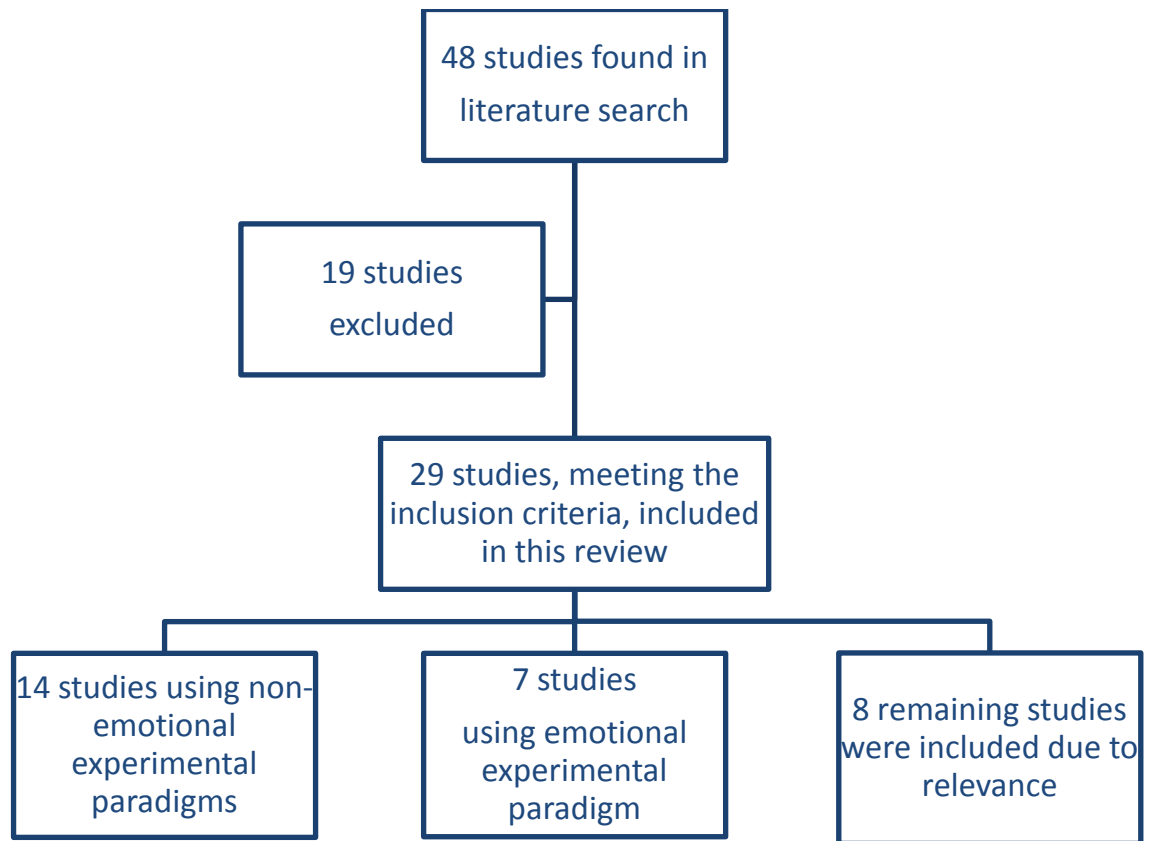 48 studies found in
literature search
19 studies
excluded
29 studies, meeting the
inclusion criteria, included
in this review
14 studies using non-
emotional
experimental
paradigms
7 studies
using emotional
experimental
paradigm
8 remaining studies
were included due to
relevance